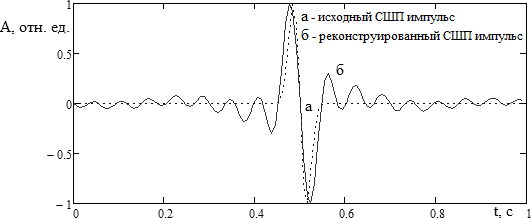 1
а - исходный СШП импульс
А, отн. ед.
б - реконструированный СШП импульс
0.5
б
а
0
– 0.5
– 1
0
0.2
0.4
0.6
0.8
t, с
1